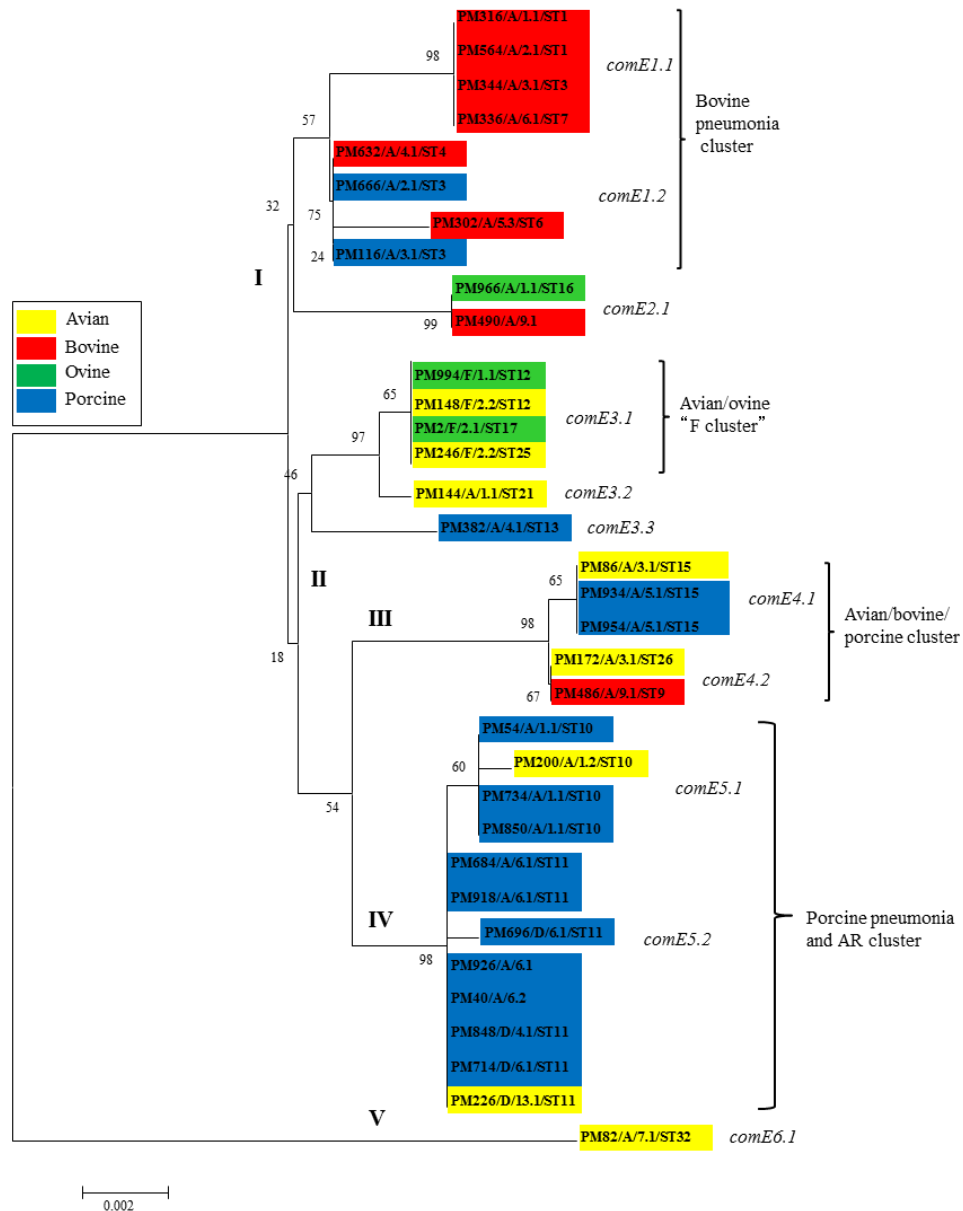 PM316/A/1.1/ST1
PM564/A/2.1/ST1
98
comE1.1
PM344/A/3.1/ST3
Bovine
pneumonia
cluster
PM336/A/6.1/ST7
57
PM632/A/4.1/ST4
PM666/A/2.1/ST3
comE1.2
32
75
PM302/A/5.3/ST6
24
PM116/A/3.1/ST3
I
PM966/A/1.1/ST16
comE2.1
99
PM490/A/9.1
Avian
Bovine
Ovine
Porcine
PM994/F/1.1/ST12
65
PM148/F/2.2/ST12
comE3.1
Avian/ovine
“F cluster”
PM2/F/2.1/ST17
97
PM246/F/2.2/ST25
46
PM144/A/1.1/ST21
comE3.2
PM382/A/4.1/ST13
comE3.3
II
PM86/A/3.1/ST15
65
PM934/A/5.1/ST15
comE4.1
III
98
PM954/A/5.1/ST15
Avian/bovine/
porcine cluster
18
PM172/A/3.1/ST26
comE4.2
67
PM486/A/9.1/ST9
PM54/A/1.1/ST10
60
PM200/A/1.2/ST10
comE5.1
PM734/A/1.1/ST10
54
PM850/A/1.1/ST10
PM684/A/6.1/ST11
PM918/A/6.1/ST11
IV
Porcine pneumonia
and AR cluster
PM696/D/6.1/ST11
comE5.2
98
PM926/A/6.1
PM40/A/6.2
PM848/D/4.1/ST11
PM714/D/6.1/ST11
PM226/D/13.1/ST11
V
PM82/A/7.1/ST32
comE6.1
0.002